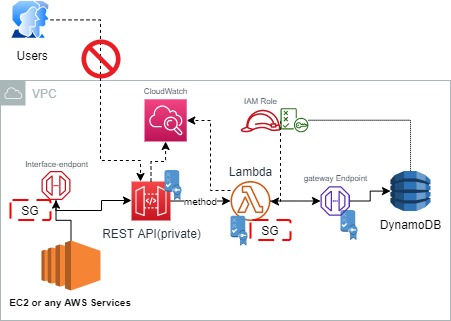 Users
VPC
CloudWatch
IAM Role
Interface-endpoint
Lambda
gateway Endpoint
SG
method
SG
REST API(private)
DynamoDB
EC2 or any AWS Services